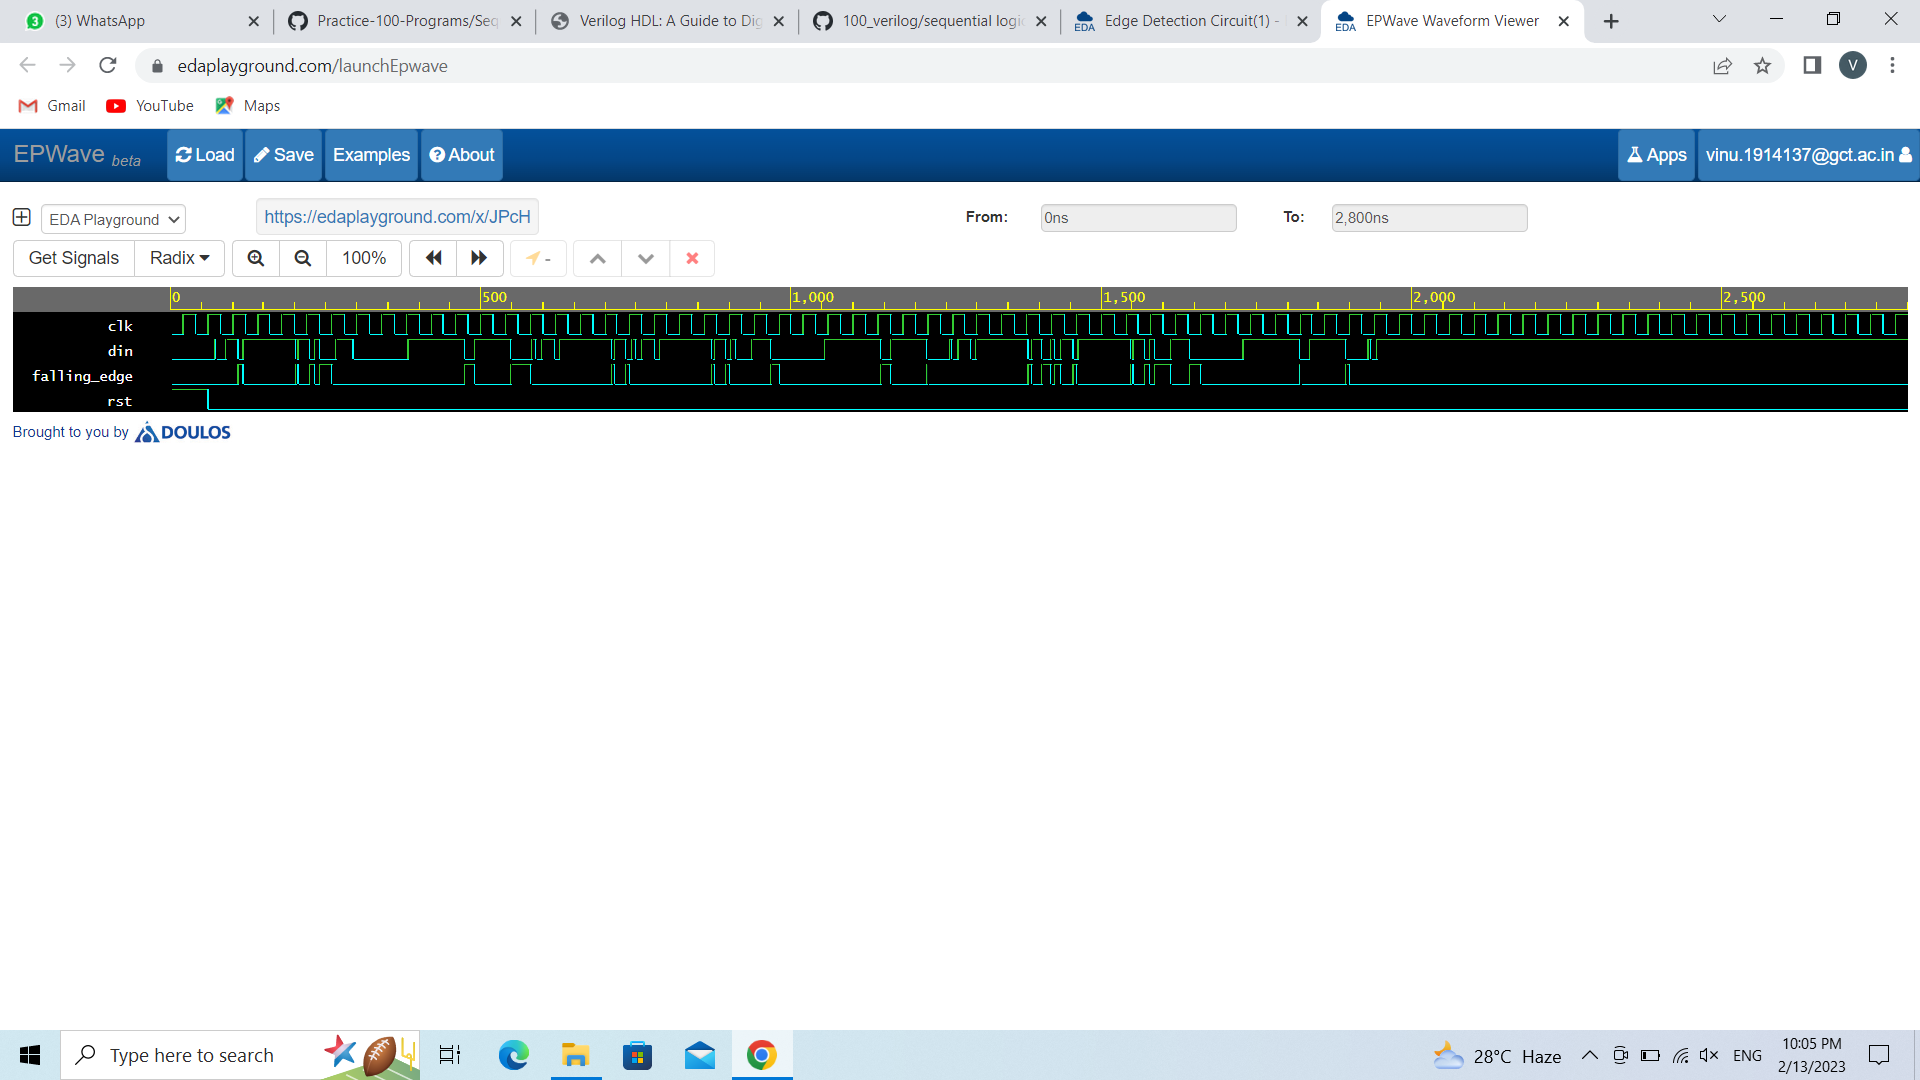 (3) WhatsApp
Practice-100-Programs/Seq
Verilog HDL: A Guide to Dig
100_verilog/sequential logic
Edge Detection Circuit(1) -
EPWave Waveform Viewer
edaplayground.com/launchEpwave
V
Gmail YouTube Maps
EPWave beta Load Save Examples About Apps vinu.1914137@gct.ac.in
EDA Playground https://edaplayground.com/x/JPcH From: 0ns To: 2,800ns
Get Signals Radix 100% -
0 500 1,000 1,500 2,000 2,500
clk
din
falling_edge
rst
Brought to you by DOULOS
Type here to search
28°C Haze ENG
10:05 PM
2/13/2023